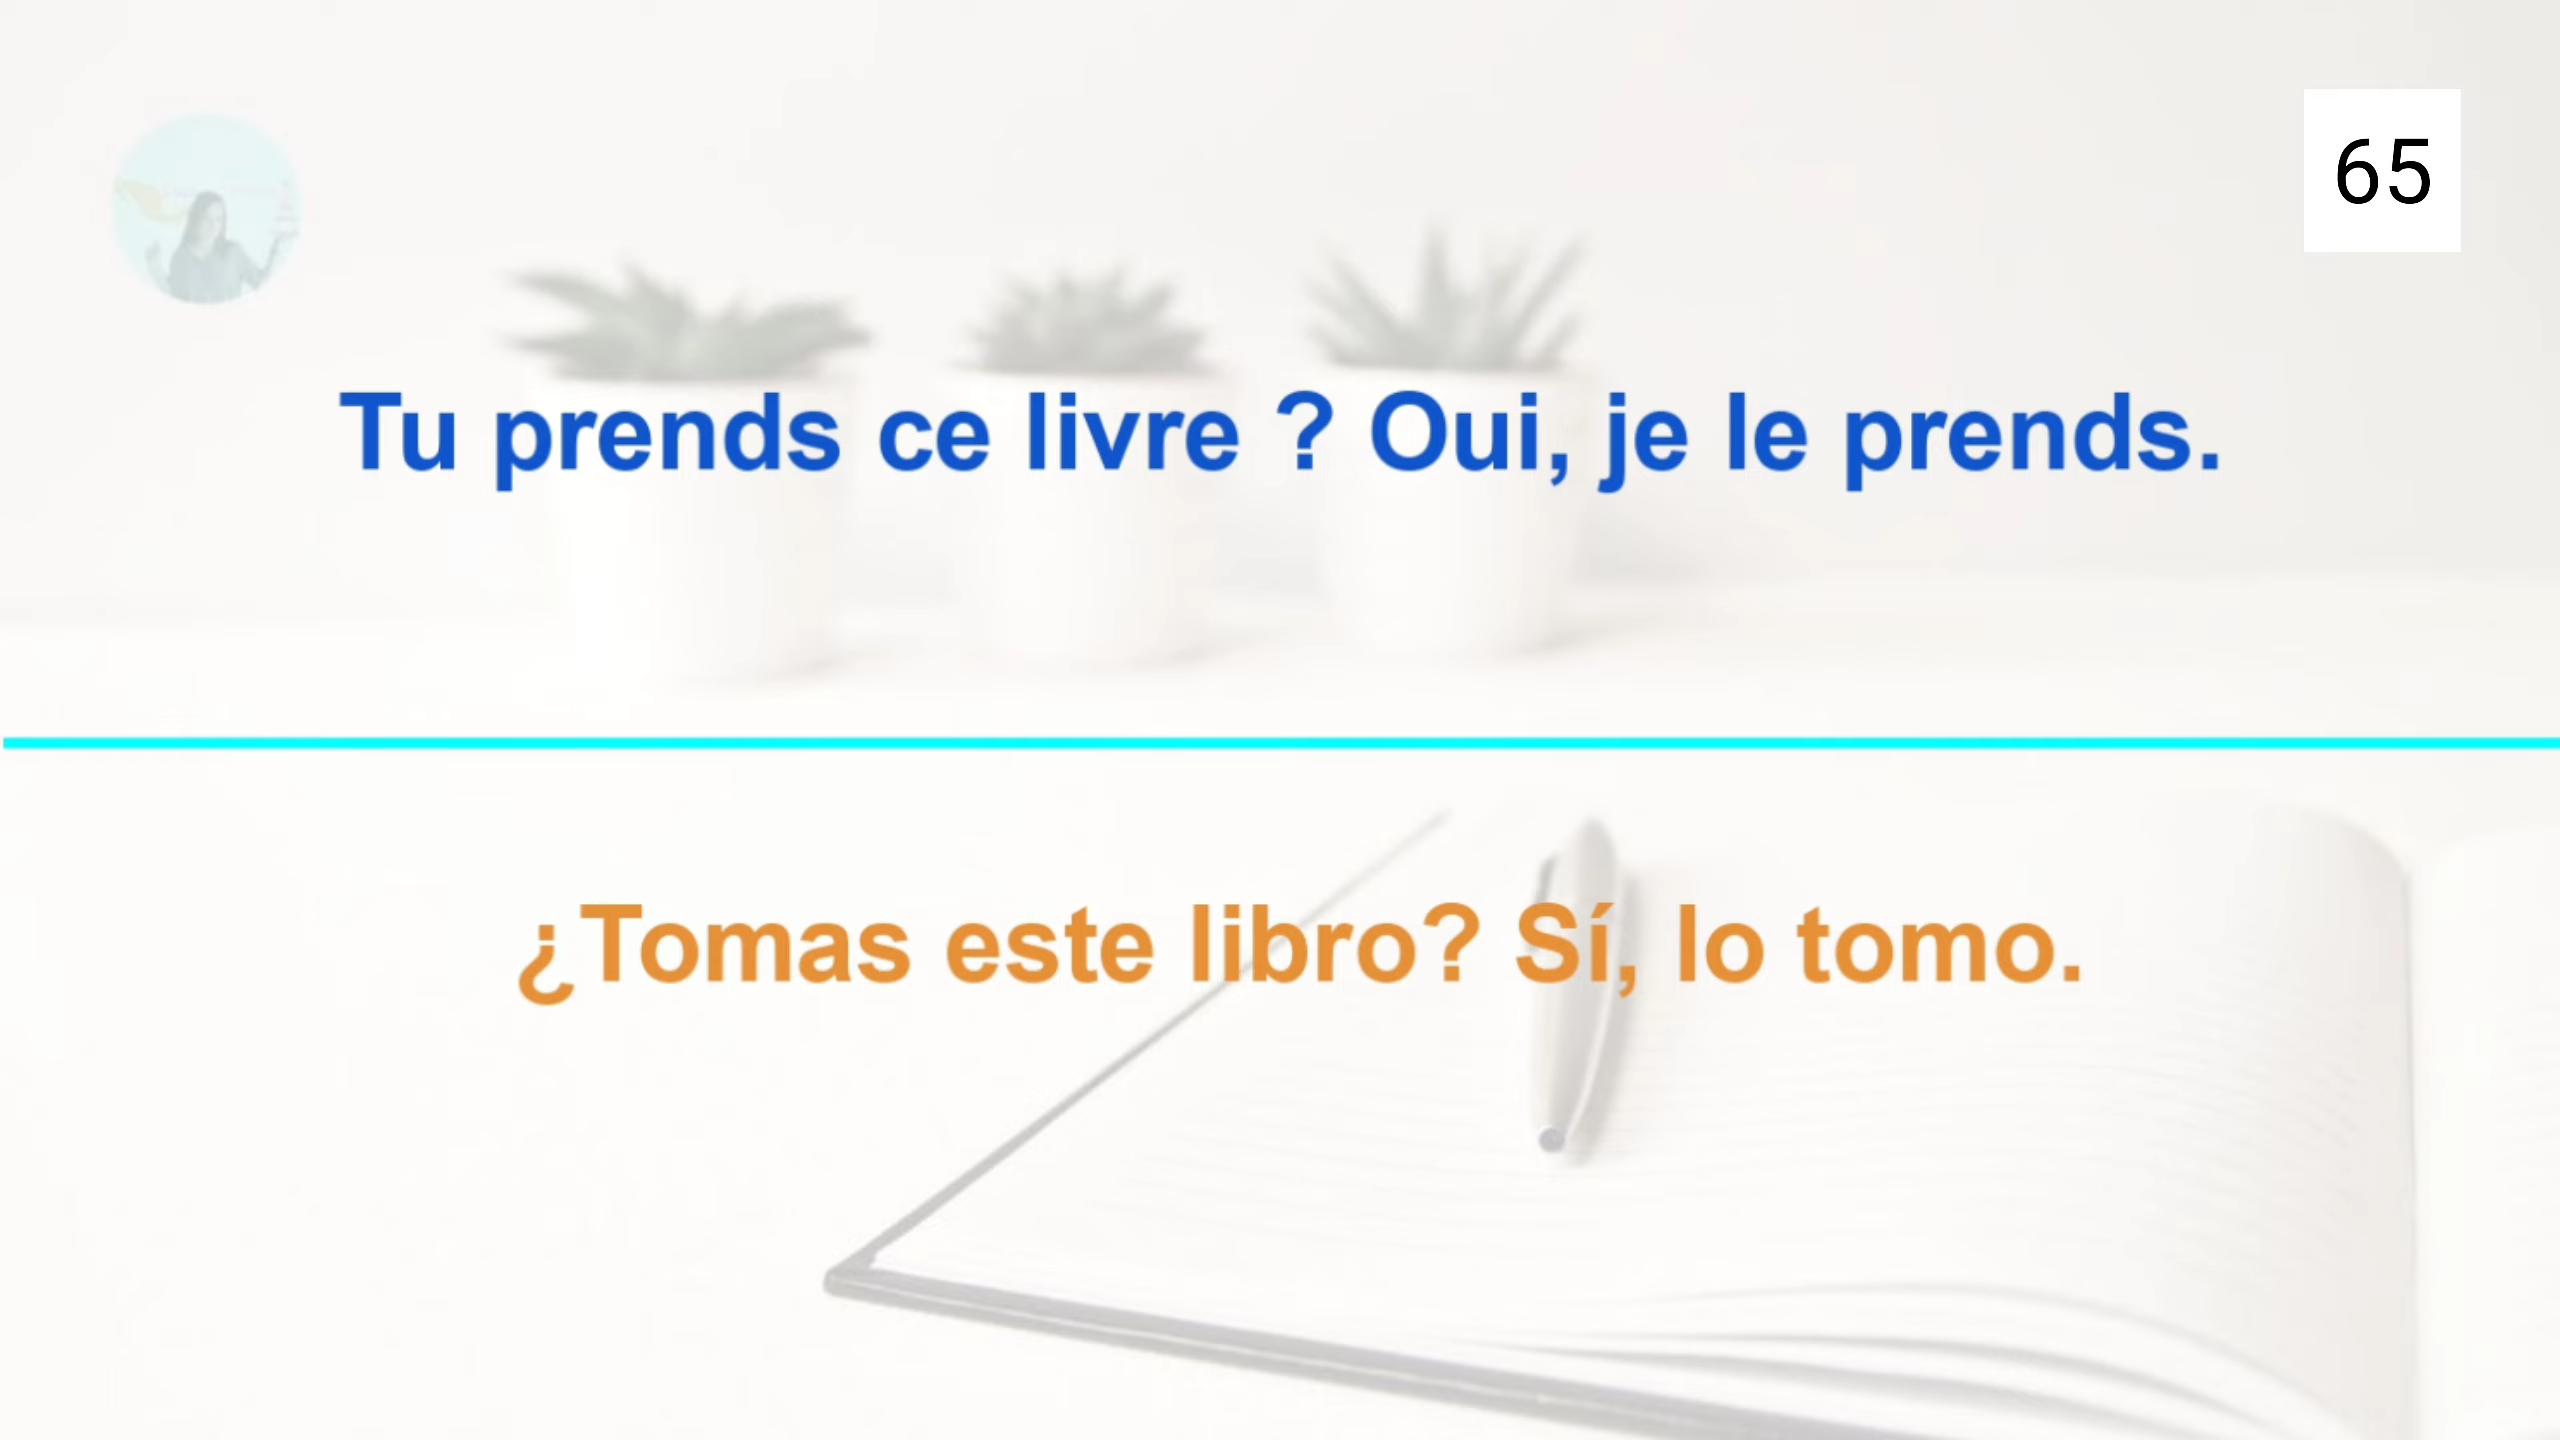 65
Tu prends ce livre ? Oui, je le prends.
¿Tomas este libro? Sí, lo tomo.